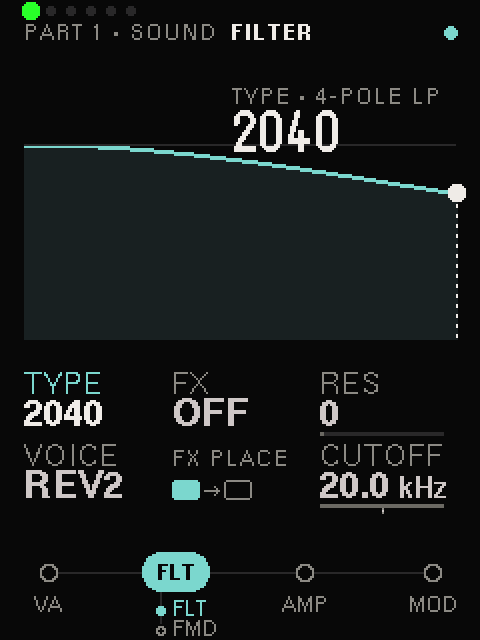 PART 1 · SOUND FILTER
TYPE · 4-POLE LP
2040
TYPE FX RES
2040 OFF 0
VOICE FX PLACE CUTOFF
REV2 → 20.0 kHz
FLT
VA FLT AMP MOD
FMD